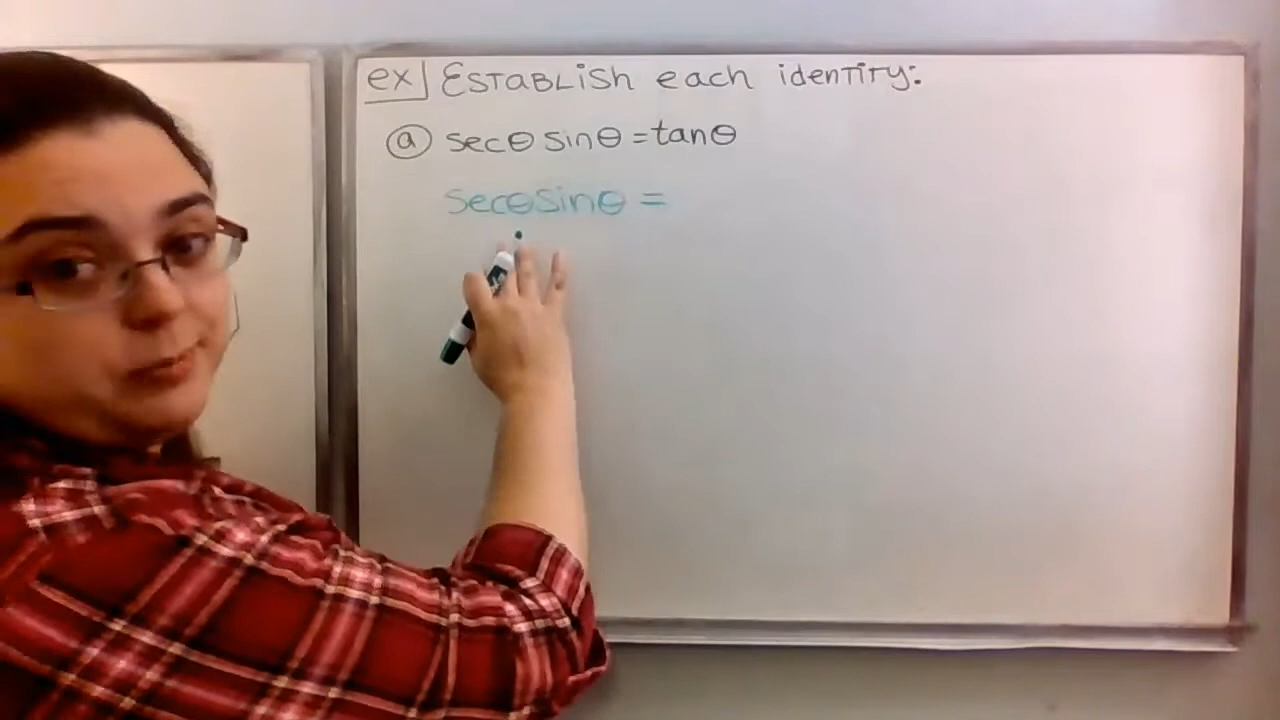 ex Establish each identity:
a secθ sinθ = tanθ
secθ sinθ =